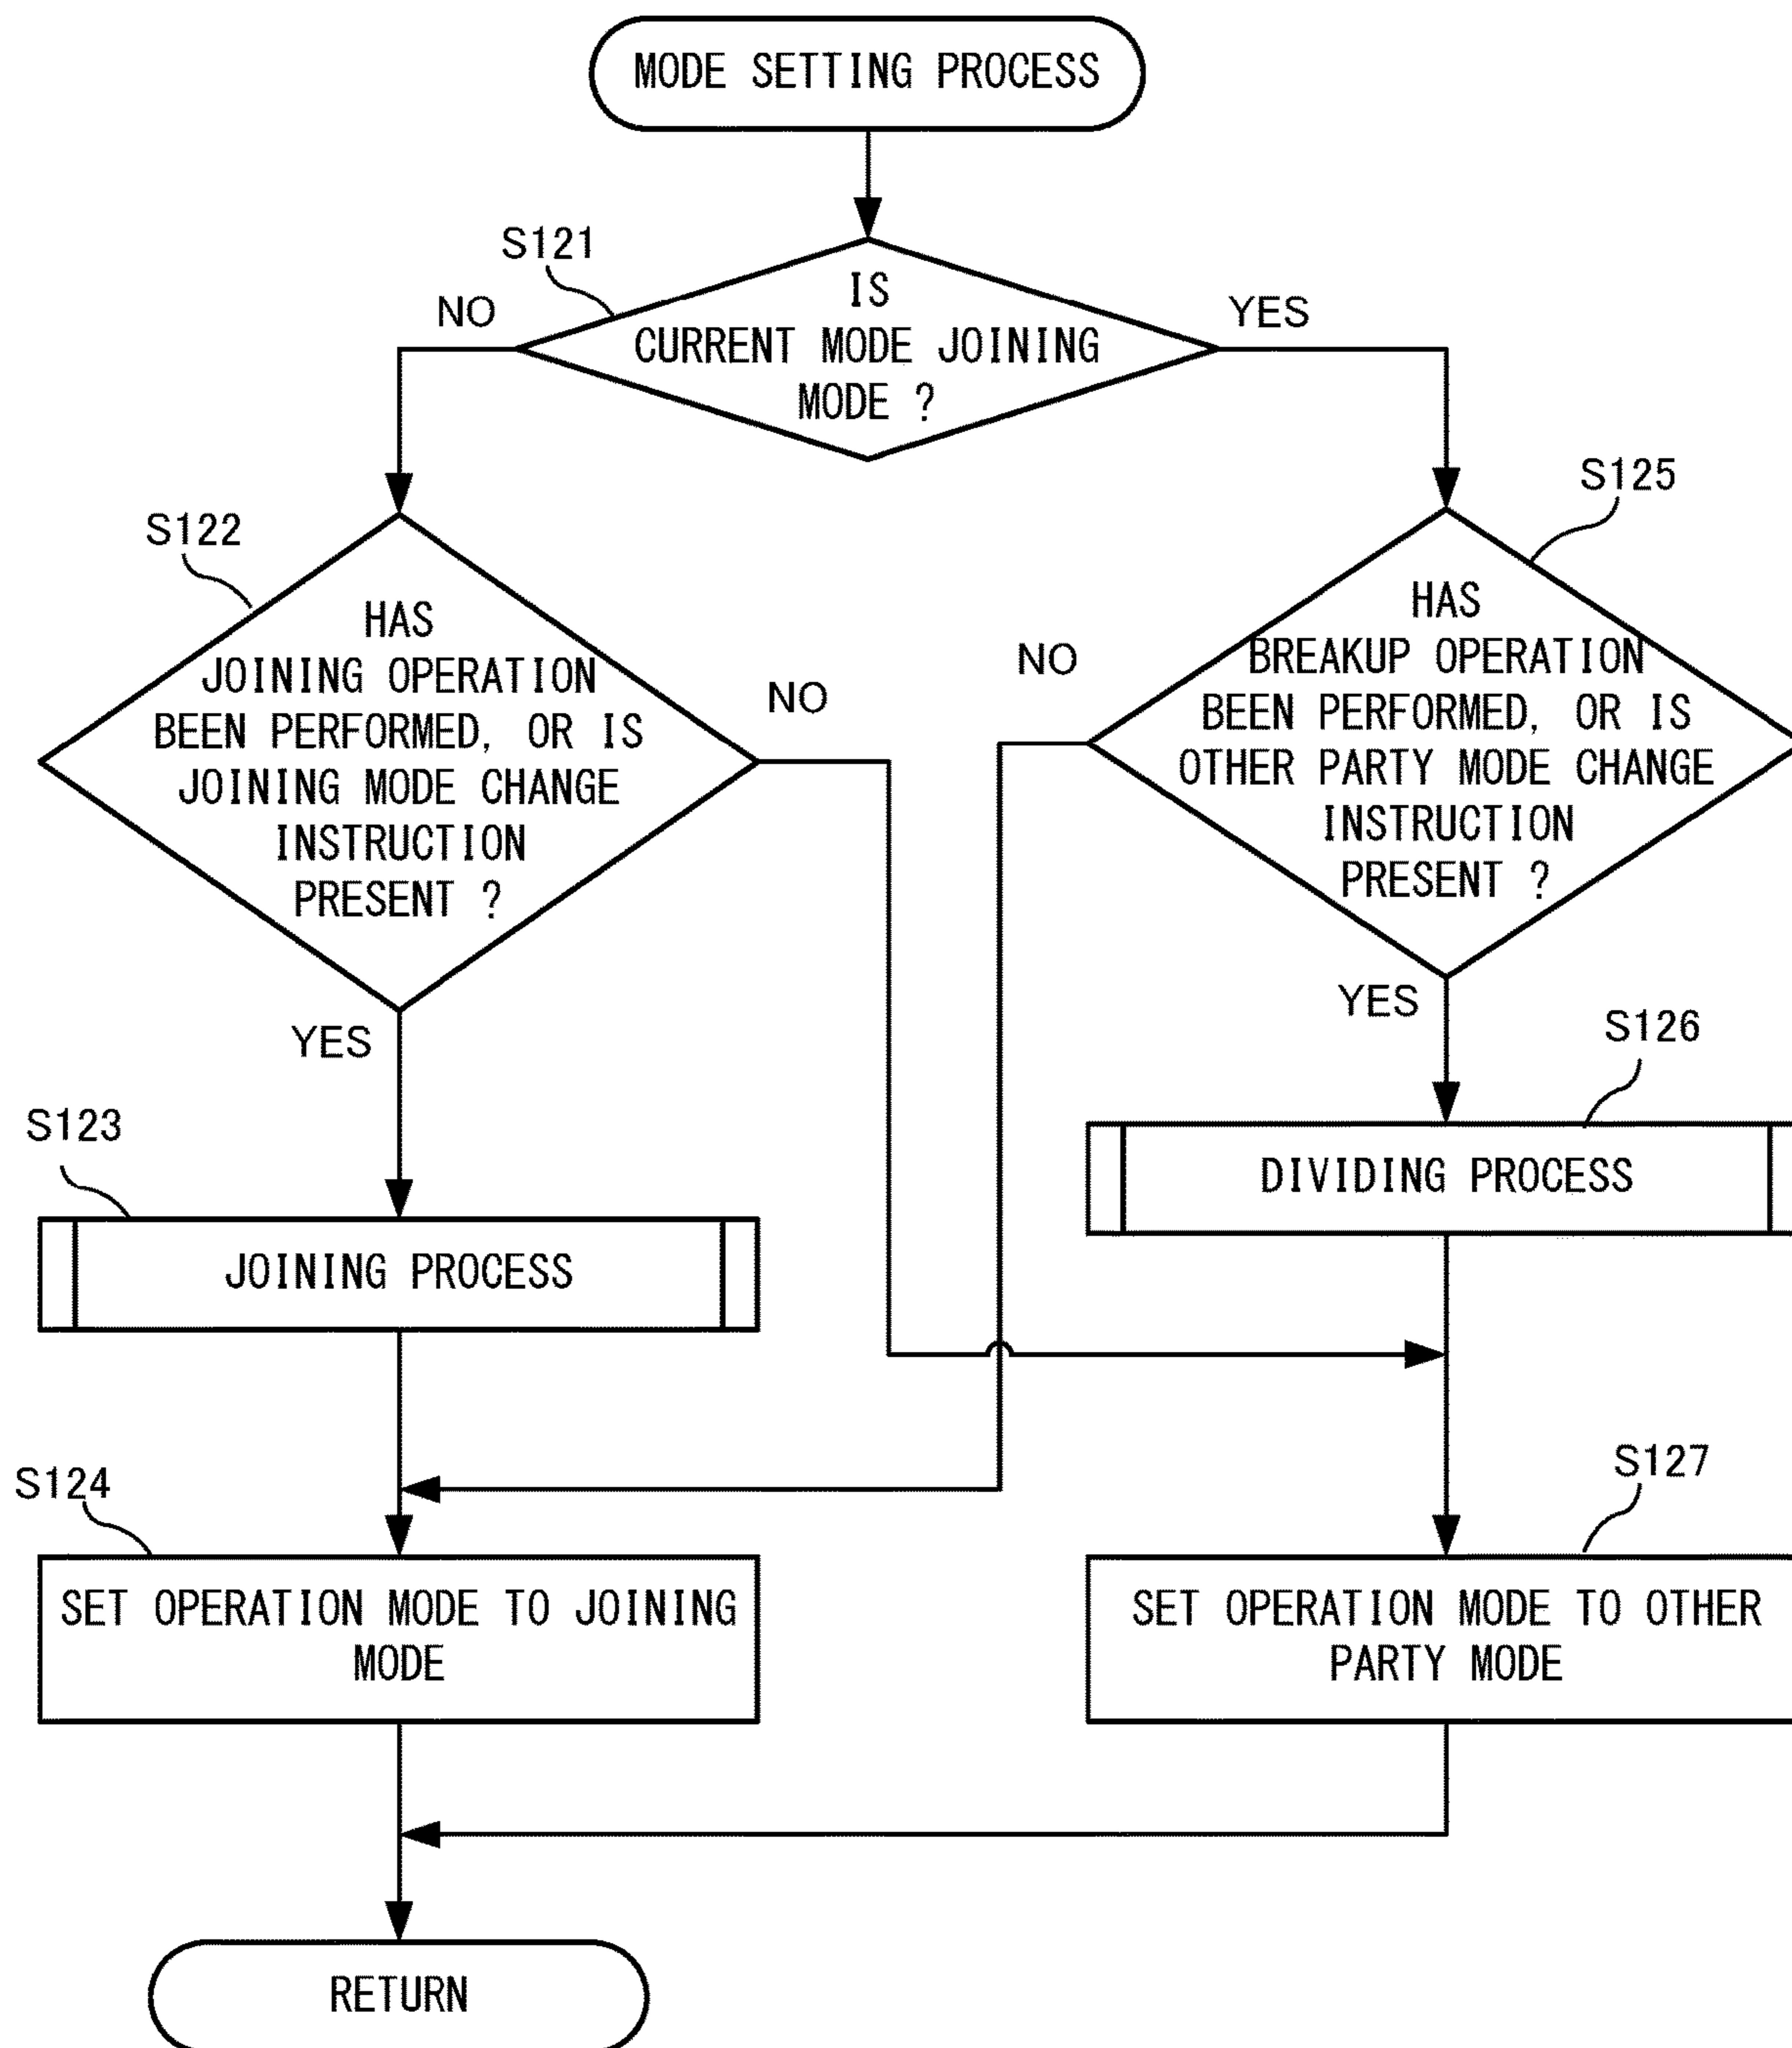 MODE SETTING PROCESS
S121
NO
IS
CURRENT MODE JOINING
MODE ?
YES
S122
HAS
JOINING OPERATION
BEEN PERFORMED, OR IS
JOINING MODE CHANGE
INSTRUCTION
PRESENT ?
NO
YES
S125
HAS
BREAKUP OPERATION
BEEN PERFORMED, OR IS
OTHER PARTY MODE CHANGE
INSTRUCTION
PRESENT ?
NO
YES
S123
JOINING PROCESS
S126
DIVIDING PROCESS
S124
SET OPERATION MODE TO JOINING
MODE
S127
SET OPERATION MODE TO OTHER
PARTY MODE
RETURN